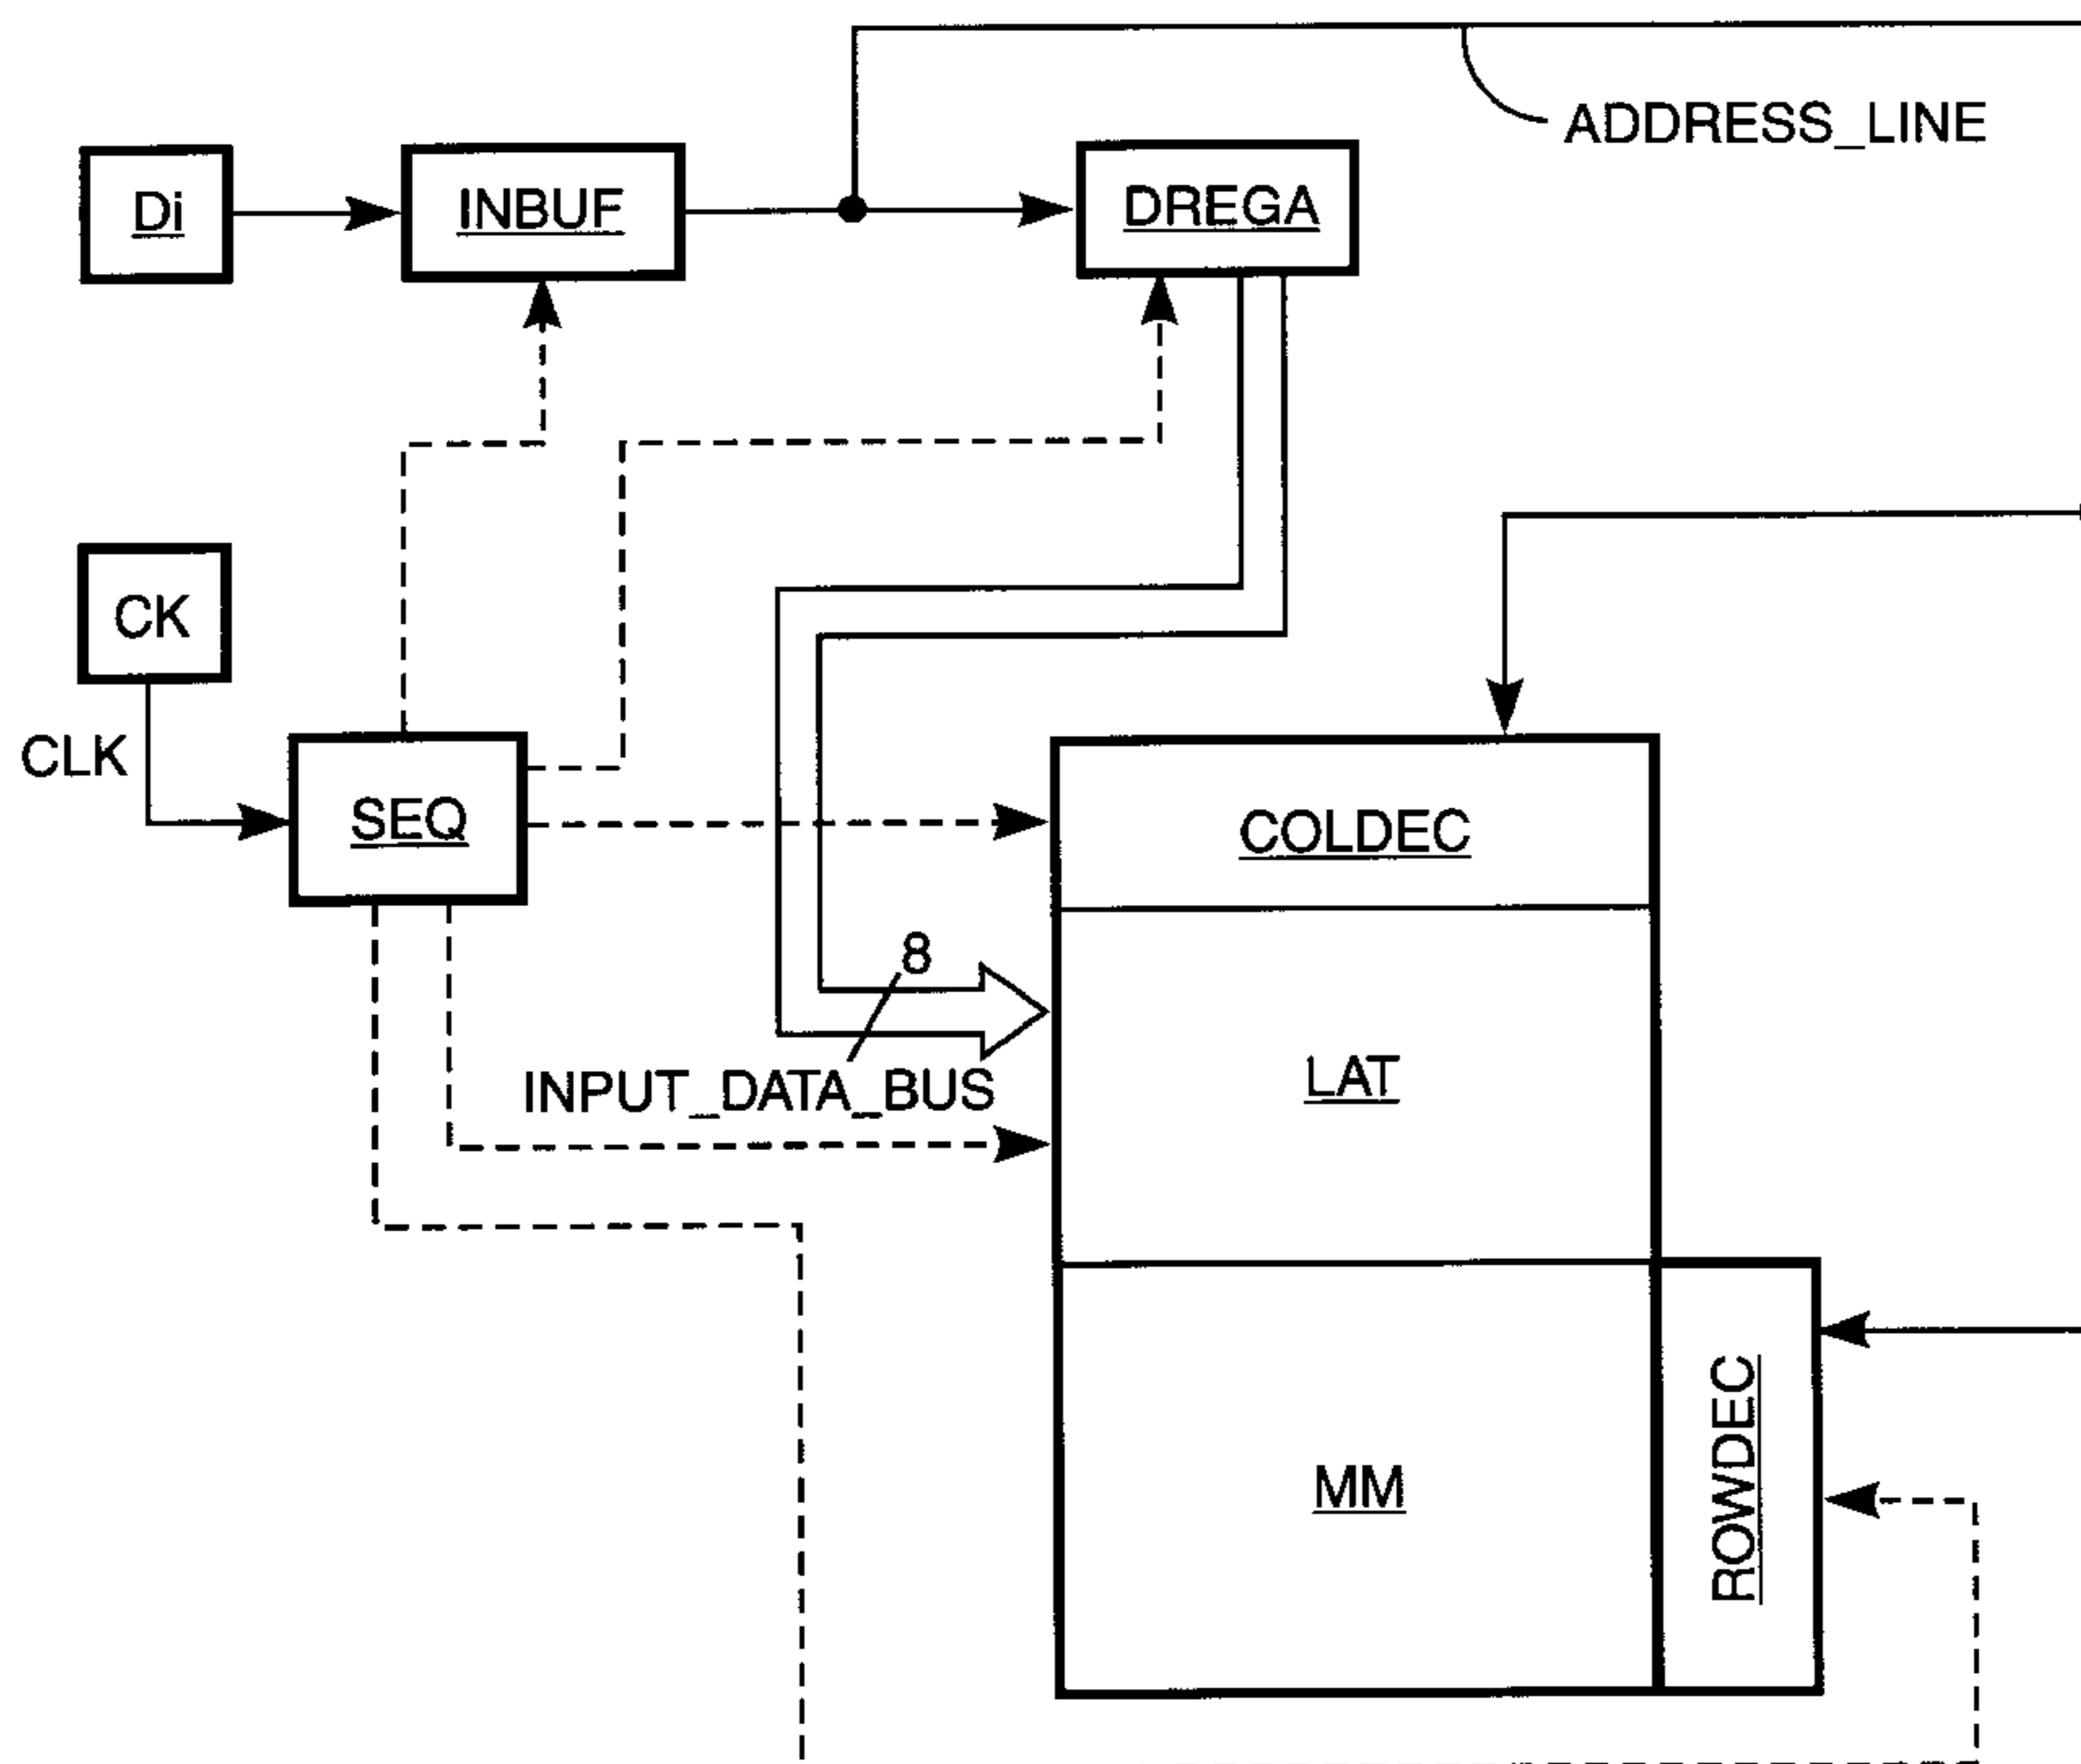 ADDRESS_LINE
Di
INBUF
DREGA
CK
CLK
SEQ
COLDEC
8
INPUT_DATA_BUS
LAT
MM
ROWDEC